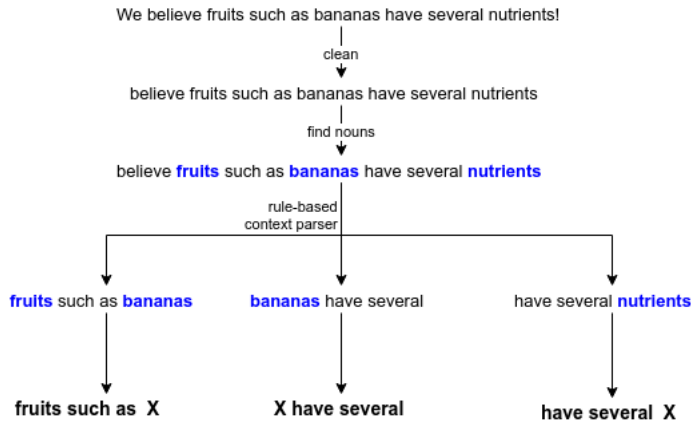 We believe fruits such as bananas have several nutrients!
clean
believe fruits such as bananas have several nutrients
find nouns
believe fruits such as bananas have several nutrients
rule-based
context parser
fruits such as bananas
bananas have several
have several nutrients
fruits such as X
X have several
have several X